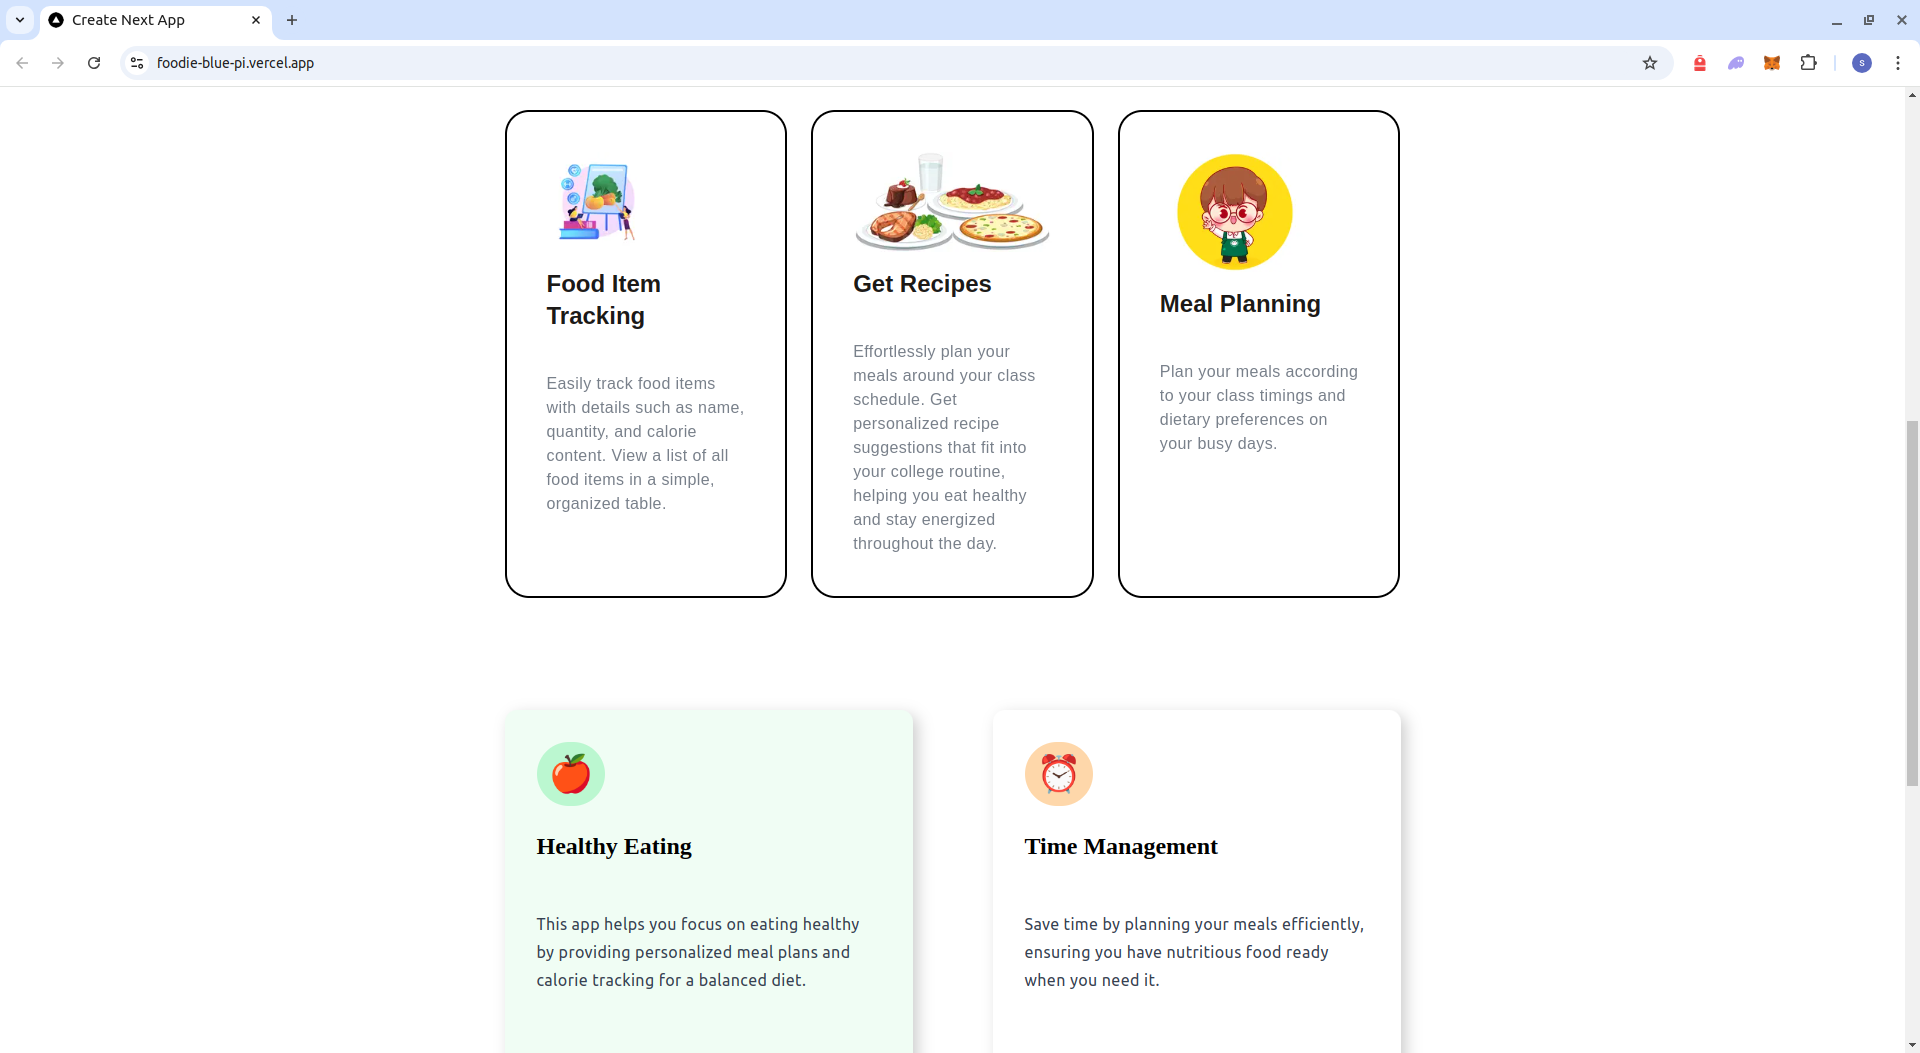 Create Next App
foodie-blue-pi.vercel.app
S
Food Item
Tracking
Easily track food items
with details such as name,
quantity, and calorie
content. View a list of all
food items in a simple,
organized table.
Get Recipes
Effortlessly plan your
meals around your class
schedule. Get
personalized recipe
suggestions that fit into
your college routine,
helping you eat healthy
and stay energized
throughout the day.
Meal Planning
Plan your meals according
to your class timings and
dietary preferences on
your busy days.
Healthy Eating
This app helps you focus on eating healthy
by providing personalized meal plans and
calorie tracking for a balanced diet.
Time Management
Save time by planning your meals efficiently,
ensuring you have nutritious food ready
when you need it.